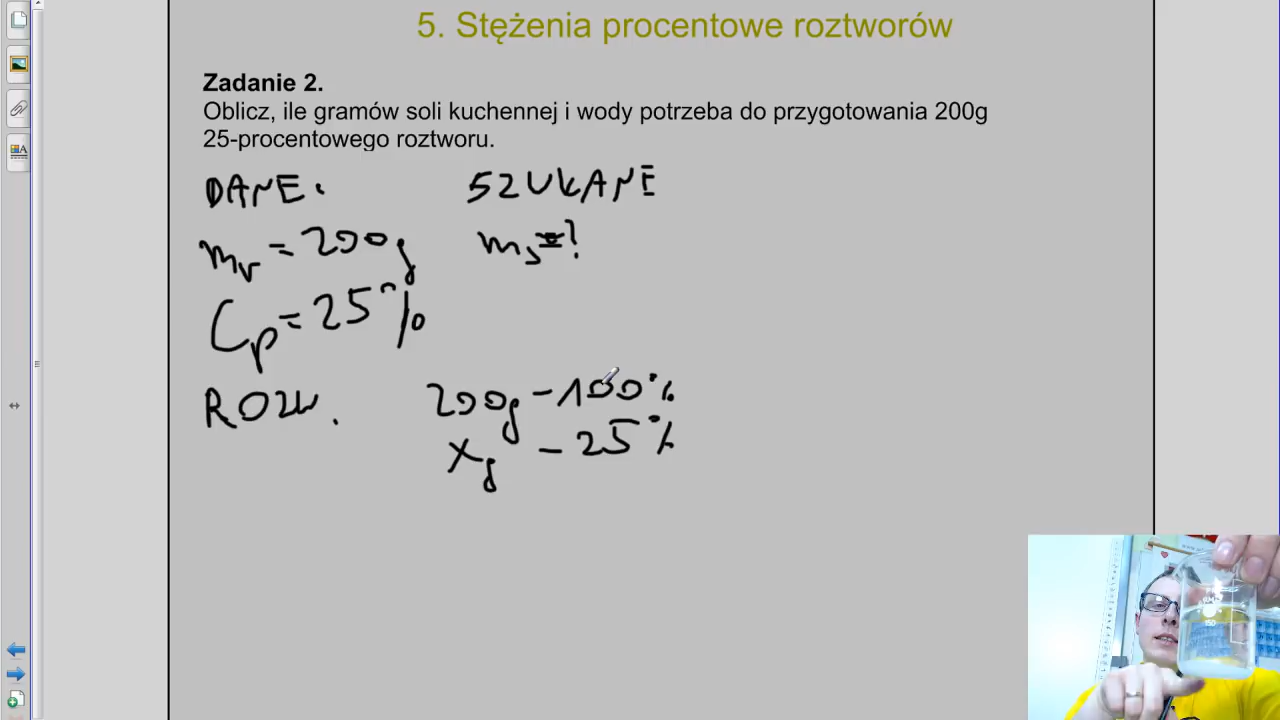 5. Stężenia procentowe roztworów
Zadanie 2.
Oblicz, ile gramów soli kuchennej i wody potrzeba do przygotowania 200g
25-procentowego roztworu.
DANE: SZUKANE
mr = 200g ms = ?
Cp = 25%
ROZW. 200g - 100%
xg - 25%
150